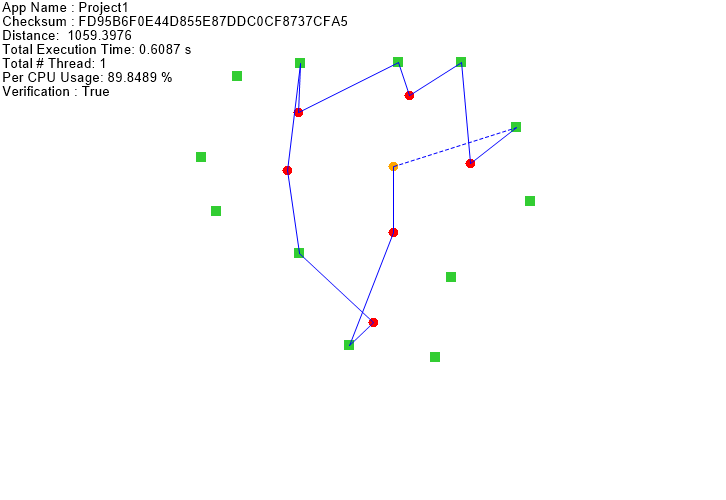 App Name : Project1
Checksum : FD95B6F0E44D855E87DDC0CF8737CFA5
Distance:  1059.3976
Total Execution Time: 0.6087 s
Total # Thread: 1
Per CPU Usage: 89.8489 %
Verification : True